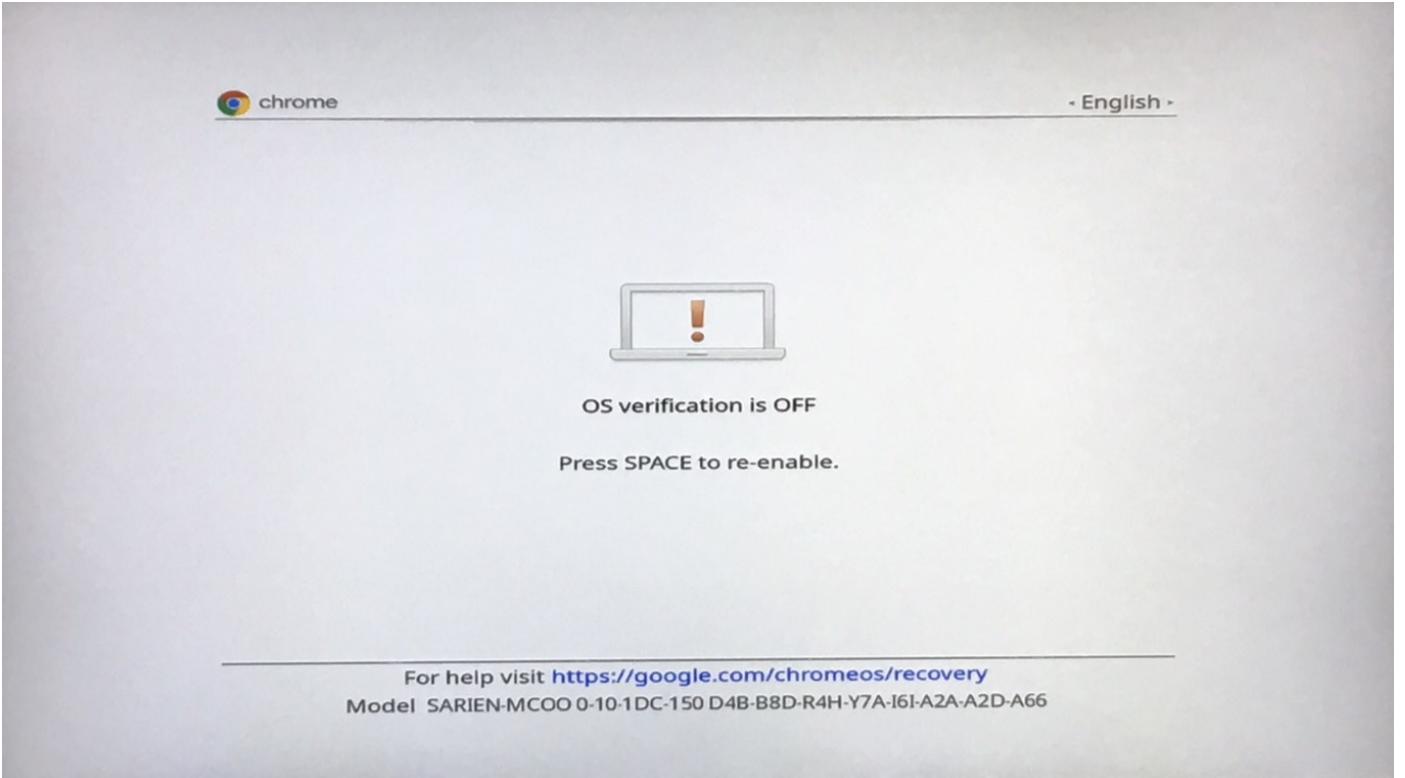 chrome
English
!
OS verification is OFF
Press SPACE to re-enable.
For help visit https://google.com/chromeos/recovery
Model SARIEN-MCOO 0-10-1DC-150 D4B-B8D-R4H-Y7A-I6I-A2A-A2D-A66